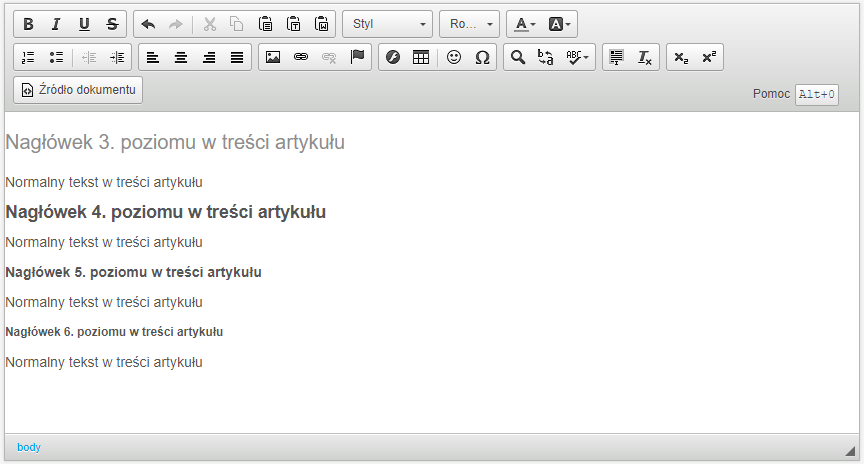 B I U S Styl Ro... A A
ABC
Źródło dokumentu
Pomoc Alt+0
Nagłówek 3. poziomu w treści artykułu
Normalny tekst w treści artykułu
Nagłówek 4. poziomu w treści artykułu
Normalny tekst w treści artykułu
Nagłówek 5. poziomu w treści artykułu
Normalny tekst w treści artykułu
Nagłówek 6. poziomu w treści artykułu
Normalny tekst w treści artykułu
body